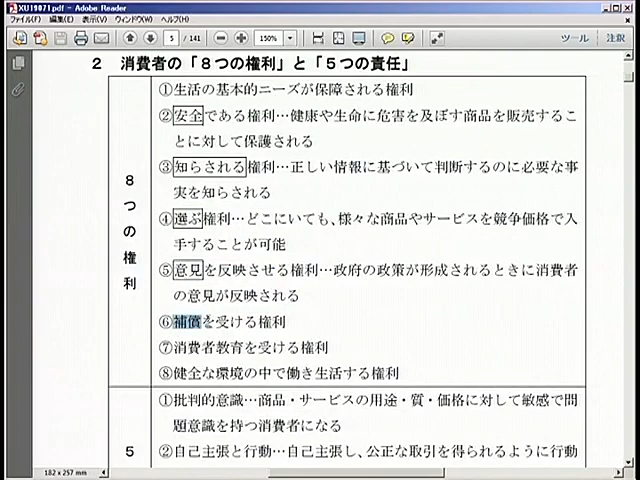 XU19071.pdf - Adobe Reader
ファイル(F) 編集(E) 表示(V) ウィンドウ(W) ヘルプ(H)
5 / 141 150% ツール 注釈
2 消費者の「8つの権利」と「5つの責任」
8つの権利
①生活の基本的ニーズが保障される権利
②安全である権利…健康や生命に危害を及ぼす商品を販売するこ
とに対して保護される
③知らされる権利…正しい情報に基づいて判断するのに必要な事
実を知らされる
④選ぶ権利…どこにいても、様々な商品やサービスを競争価格で入
手することが可能
⑤意見を反映させる権利…政府の政策が形成されるときに消費者
の意見が反映される
⑥補償を受ける権利
⑦消費者教育を受ける権利
⑧健全な環境の中で働き生活する権利
5
①批判的意識…商品・サービスの用途・質・価格に対して敏感で問
題意識を持つ消費者になる
②自己主張と行動…自己主張し、公正な取引を得られるように行動
182 x 257 mm